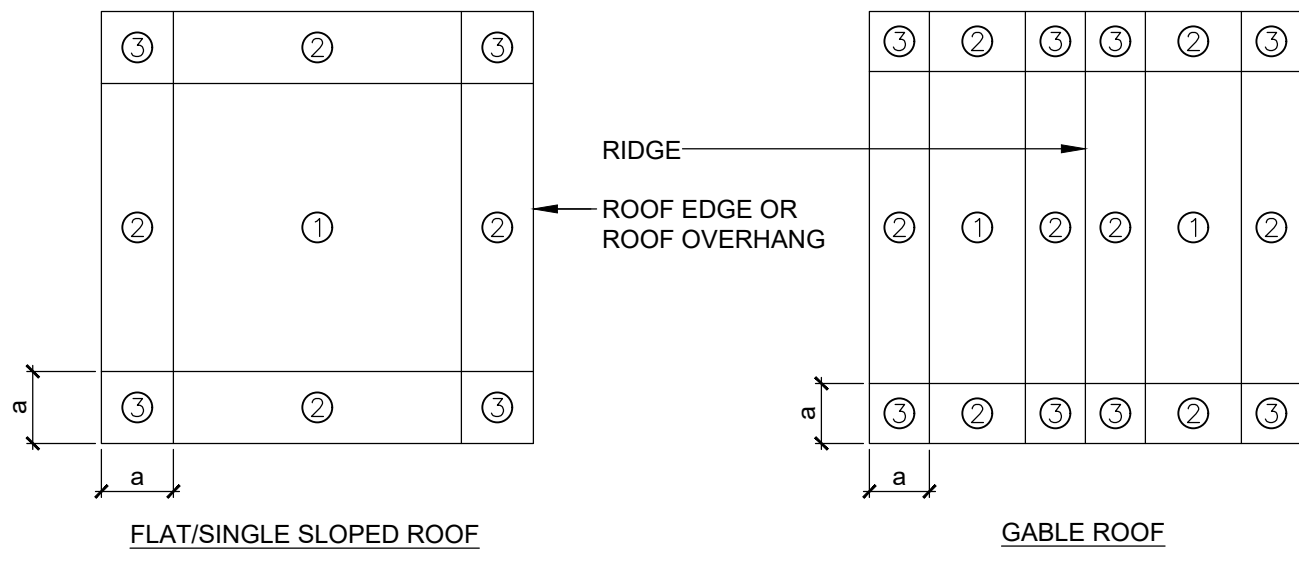 ③ ② ③
③ ② ③ ③ ② ③
RIDGE
ROOF EDGE OR
ROOF OVERHANG
② ① ②
② ① ② ② ① ②
a
③ ② ③
a
③ ② ③ ③ ② ③
a
a
FLAT/SINGLE SLOPED ROOF
GABLE ROOF